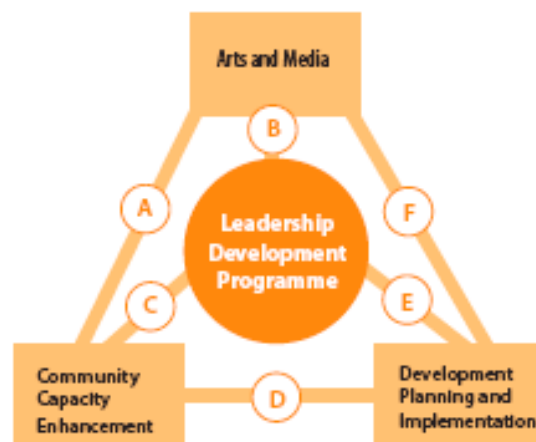 Arts and Media
B
A
F
Leadership
Development
Programme
C
E
Community
Capacity
Enhancement
D
Development
Planning and
Implementation